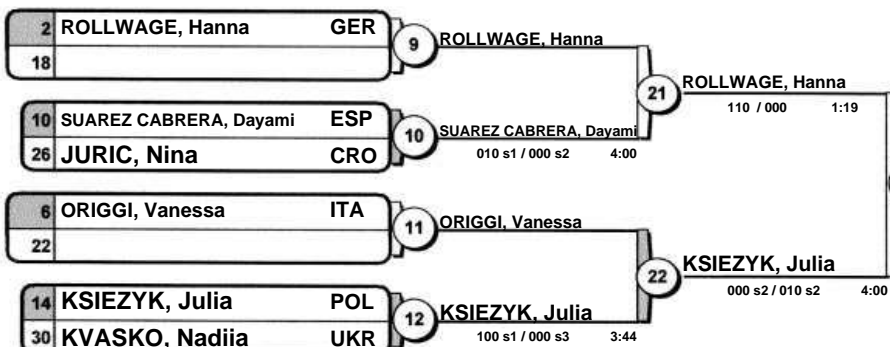 2 ROLLWAGE, Hanna GER
18
9 ROLLWAGE, Hanna
10 SUAREZ CABRERA, Dayami ESP
26 JURIC, Nina CRO
10 SUAREZ CABRERA, Dayami
010 s1 / 000 s2 4:00
21 ROLLWAGE, Hanna
110 / 000 1:19
6 ORIGGI, Vanessa ITA
22
11 ORIGGI, Vanessa
14 KSIEZYK, Julia POL
30 KVASKO, Nadiia UKR
12 KSIEZYK, Julia
100 s1 / 000 s3 3:44
22 KSIEZYK, Julia
000 s2 / 010 s2 4:00